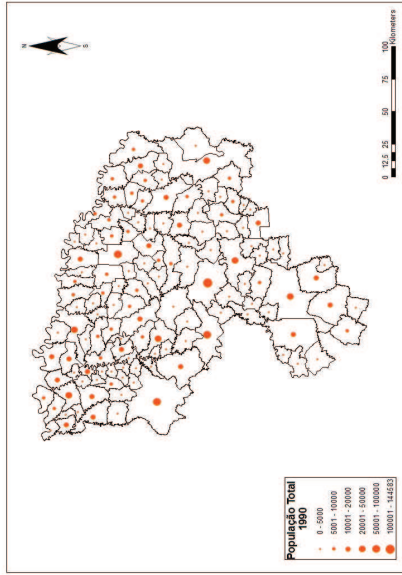 N
S
0 12,5 25 50 75 100
Kilometers
População Total
1990
0 - 5000
5001 - 10000
10001 - 20000
20001 - 50000
50001 - 100000
100001 - 144583